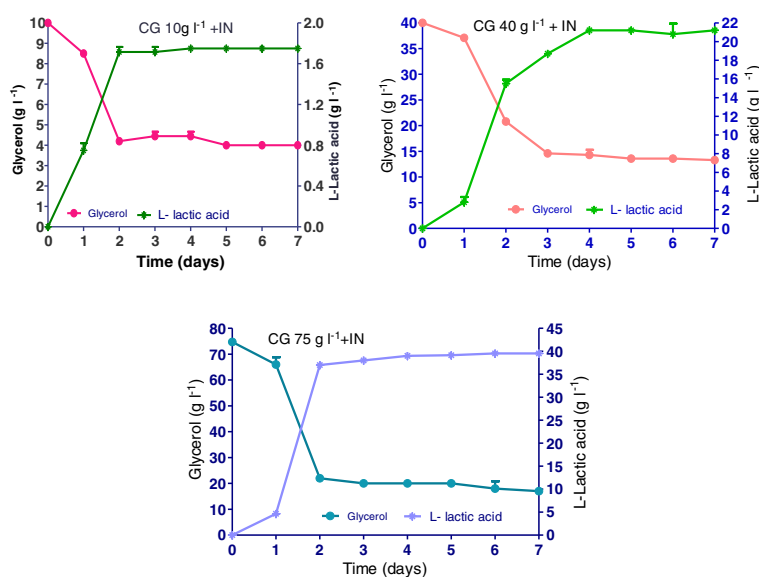 CG 10g l⁻¹ +IN
Glycerol (g l⁻¹)
10
9
8
7
6
5
4
3
2
1
0
2.0
1.6
1.2
0.8
0.4
0.0
L-Lactic acid (g l⁻¹)
Glycerol
L- lactic acid
0 1 2 3 4 5 6 7
Time (days)
CG 40 g l⁻¹ + IN
Glycerol (g l⁻¹)
40
35
30
25
20
15
10
5
0
22
20
18
16
14
12
10
8
6
4
2
0
L-Lactic acid (g l⁻¹)
Glycerol
L- lactic acid
0 1 2 3 4 5 6 7
Time (days)
CG 75 g l⁻¹+IN
Glycerol (g l⁻¹)
80
70
60
50
40
30
20
10
0
45
40
35
30
25
20
15
10
5
0
L-Lactic acid (g l⁻¹)
Glycerol
L- lactic acid
0 1 2 3 4 5 6 7
Time (days)